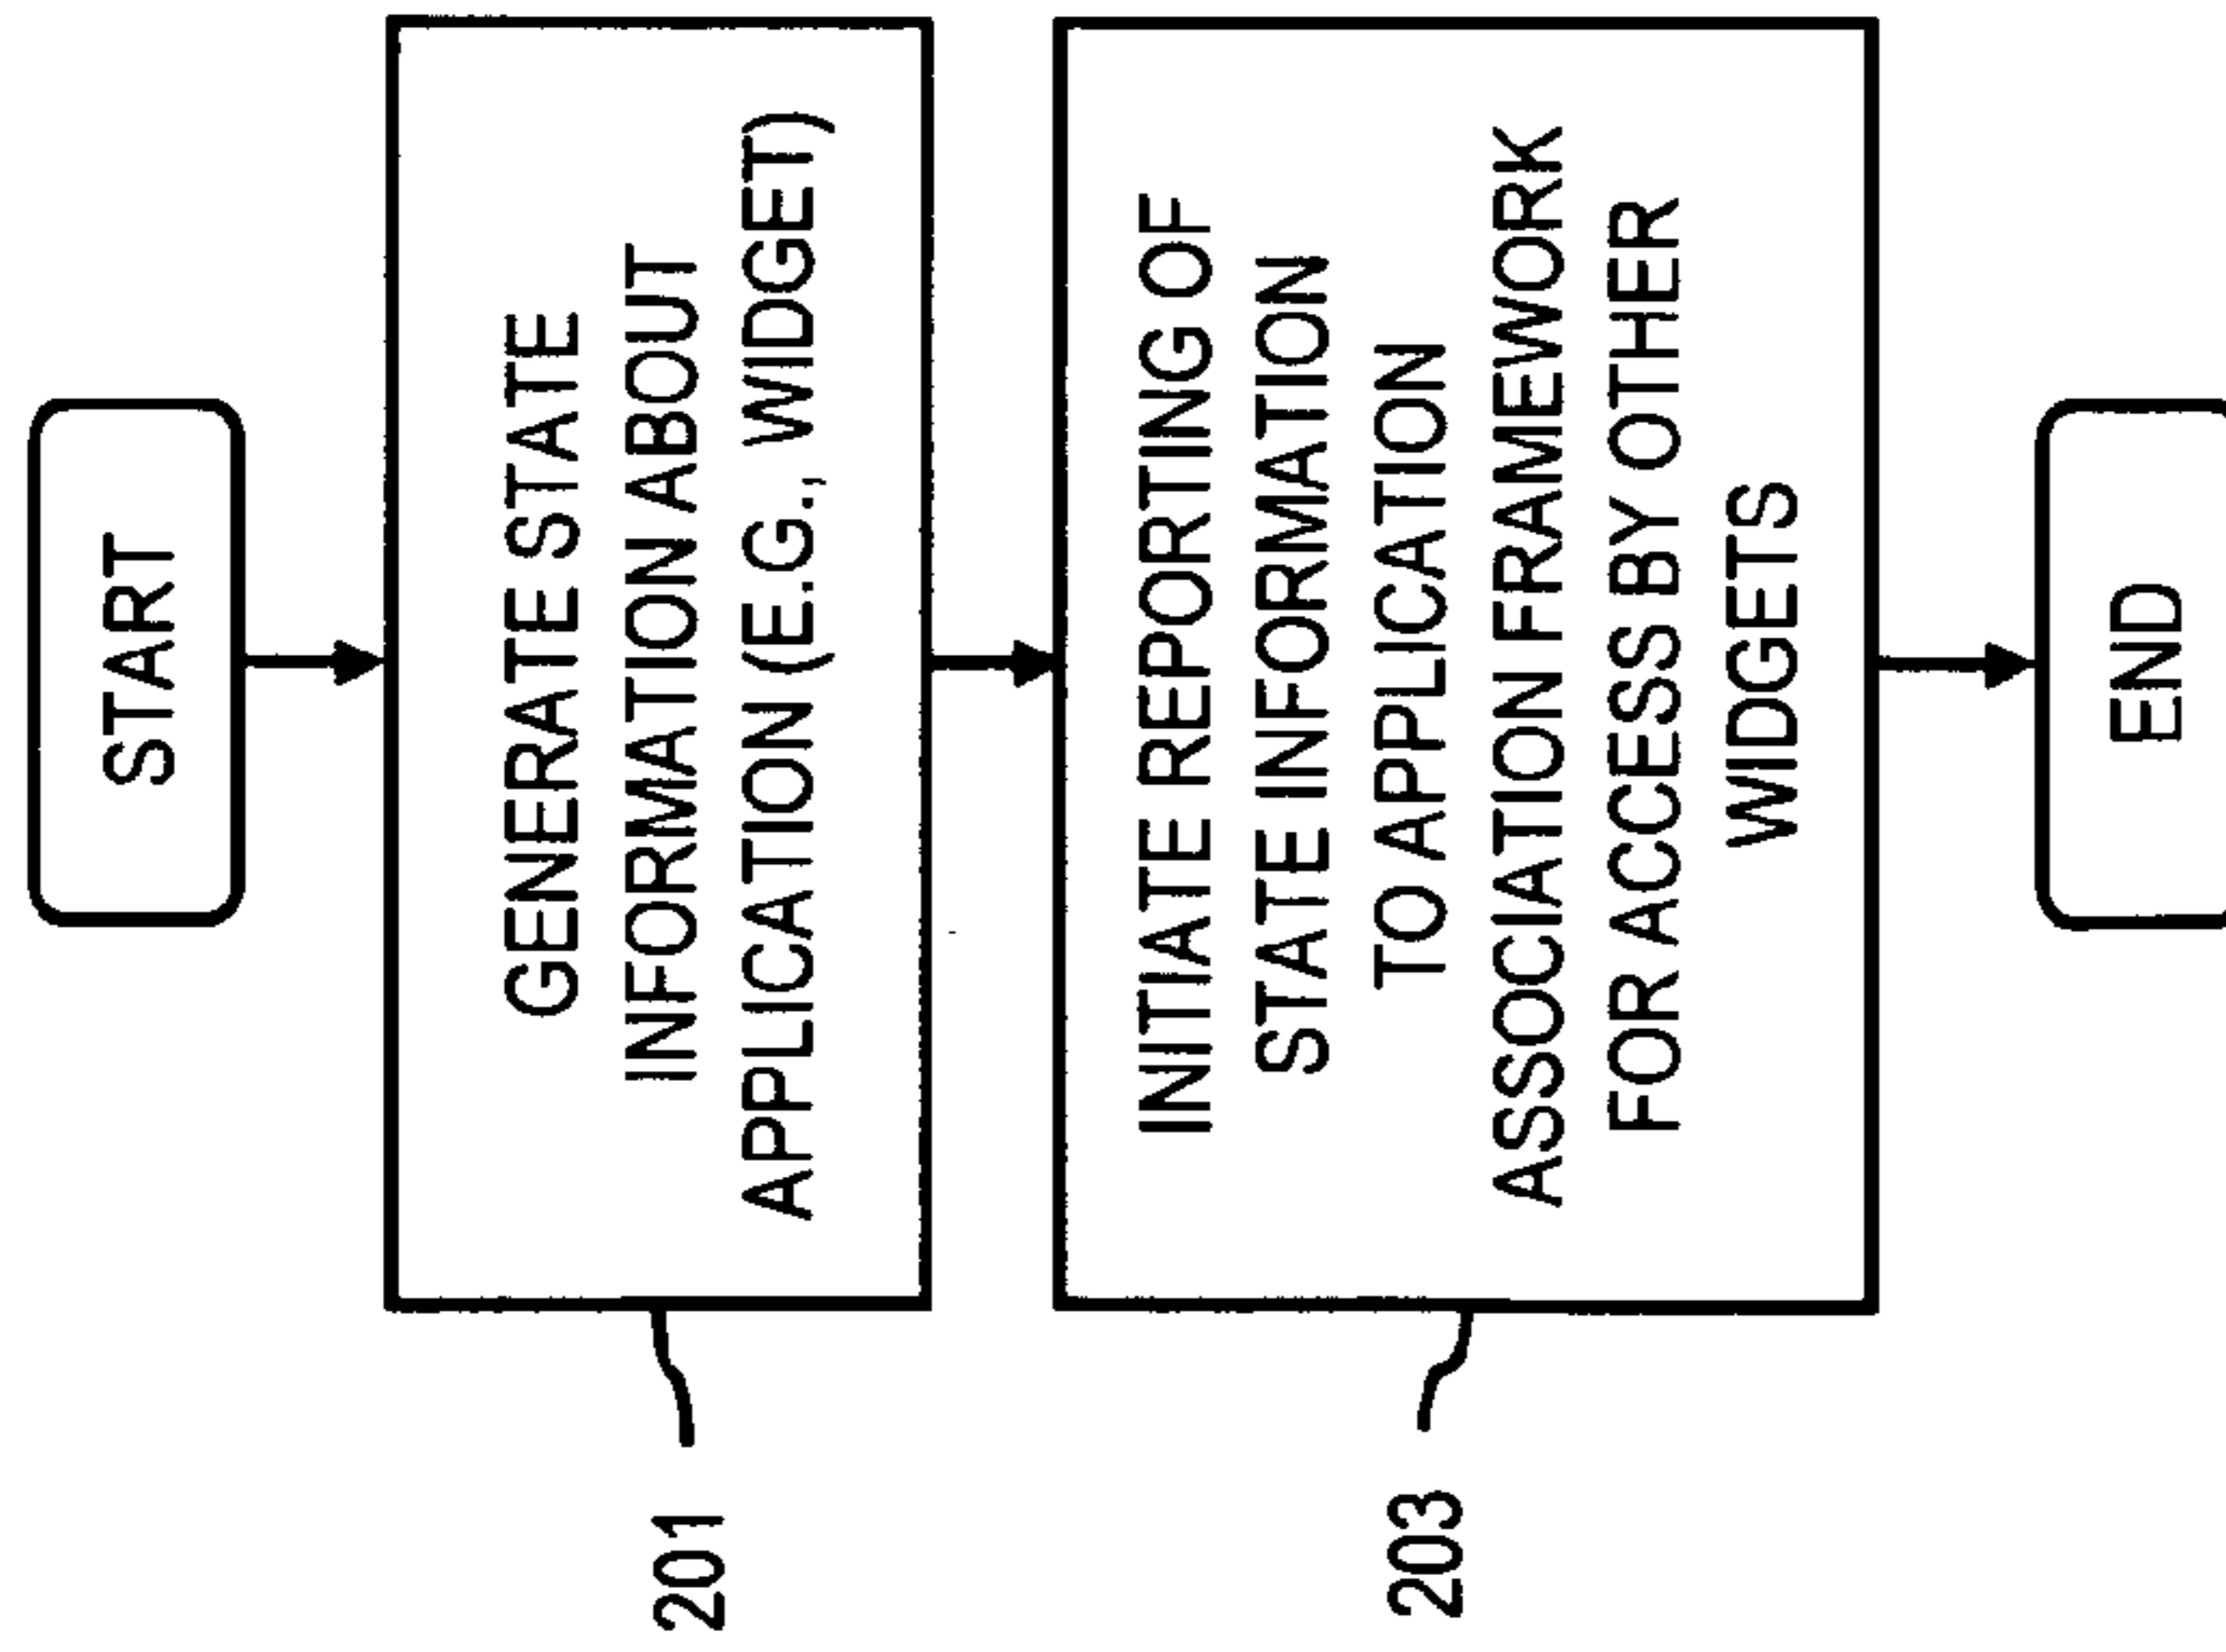 START
GENERATE STATE
INFORMATION ABOUT
APPLICATION (E.G., WIDGET)
201
INITIATE REPORTING OF
STATE INFORMATION
TO APPLICATION
ASSOCIATION FRAMEWORK
FOR ACCESS BY OTHER
WIDGETS
203
END